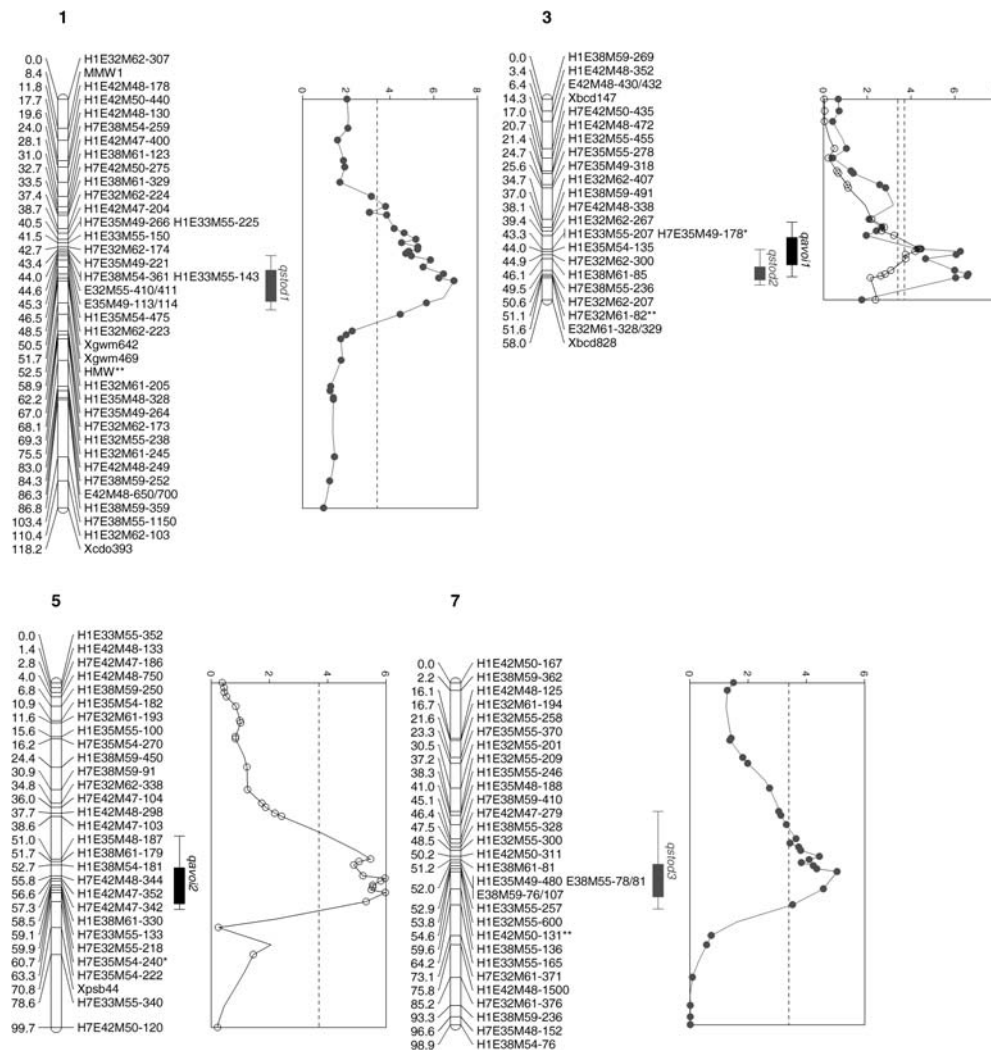 1
0.0 H1E32M62-307
8.4 MMW1
11.8 H1E42M48-178
17.7 H1E42M50-440
19.6 H1E42M48-130
24.0 H7E38M54-259
28.1 H1E42M47-400
31.0 H1E38M61-123
32.7 H7E42M50-275
33.5 H1E38M61-329
37.4 H7E32M62-224
38.7 H1E42M47-204
40.5 H7E35M49-266 H1E33M55-225
41.5 H1E33M55-150
42.7 H7E32M62-174
43.4 H7E35M49-221
44.0 H7E38M54-361 H1E33M55-143
44.6 E32M55-410/411
45.3 E35M49-113/114
46.5 H1E35M54-475
48.5 H1E32M62-223
50.5 Xgwm642
51.7 Xgwm469
52.5 HMW**
58.9 H1E32M61-205
62.2 H1E35M48-328
67.0 H7E35M49-264
68.1 H7E32M62-173
69.3 H1E32M55-238
75.5 H1E32M61-245
83.0 H7E42M48-249
84.3 H7E38M59-252
86.3 E42M48-650/700
86.8 H1E38M59-359
103.4 H7E38M55-1150
110.4 H1E32M62-103
118.2 Xcdo393
qstod1
0 2 4 6 8
3
0.0 H1E38M59-269
3.4 H1E42M48-352
6.4 E42M48-430/432
14.3 Xbcd147
17.0 H7E42M50-435
20.7 H1E42M48-472
21.4 H1E32M55-455
24.7 H7E35M55-278
25.6 H7E35M49-318
34.7 H1E32M62-407
37.0 H1E38M59-491
38.1 H7E42M48-338
39.4 H1E32M62-267
43.3 H1E33M55-207 H7E35M49-178*
44.0 H1E35M54-135
44.9 H7E32M62-300
46.1 H1E38M61-85
49.5 H7E38M55-236
50.6 H7E32M62-207
51.1 H7E32M61-82**
51.6 E32M61-328/329
58.0 Xbcd828
qstod2
qavol1
0 2 4 6 8
5
0.0 H1E33M55-352
1.4 H1E42M48-133
2.8 H7E42M47-186
4.0 H1E42M48-750
6.8 H1E38M59-250
10.9 H1E35M54-182
11.6 H7E32M61-193
15.6 H1E35M55-100
16.2 H7E35M54-270
24.4 H1E38M59-450
30.9 H7E38M59-91
34.8 H7E32M62-338
36.0 H7E42M47-104
37.7 H1E42M48-298
38.6 H1E42M47-103
51.0 H1E35M48-187
51.7 H1E38M61-179
52.7 H1E38M54-181
55.8 H7E42M48-344
56.6 H1E42M47-352
57.3 H7E42M47-342
58.5 H1E38M61-330
59.1 H7E33M55-133
59.9 H7E32M55-218
60.7 H7E35M54-240*
63.3 H7E35M54-222
70.8 Xpsb44
78.6 H7E33M55-340
99.7 H7E42M50-120
qavol2
0 2 4 6
7
0.0 H1E42M50-167
2.2 H1E38M59-362
16.1 H1E42M48-125
16.7 H1E32M61-194
21.6 H1E32M55-258
23.3 H7E35M55-370
30.5 H1E32M55-201
37.2 H1E32M55-209
38.3 H1E35M55-246
41.0 H1E35M48-188
45.1 H7E38M59-410
46.4 H7E42M47-279
47.5 H1E38M55-328
48.5 H1E32M55-300
50.2 H1E42M50-311
51.2 H1E38M61-81
52.0 H1E35M49-480 E38M55-78/81
E38M59-76/107
52.9 H1E33M55-257
53.8 H1E32M55-600
54.6 H1E42M50-131**
59.6 H1E38M55-136
64.2 H1E33M55-165
73.1 H7E32M61-371
75.8 H1E42M48-1500
85.2 H7E32M61-376
93.3 H1E38M59-236
96.6 H7E35M48-152
98.9 H1E38M54-76
qstod3
0 2 4 6